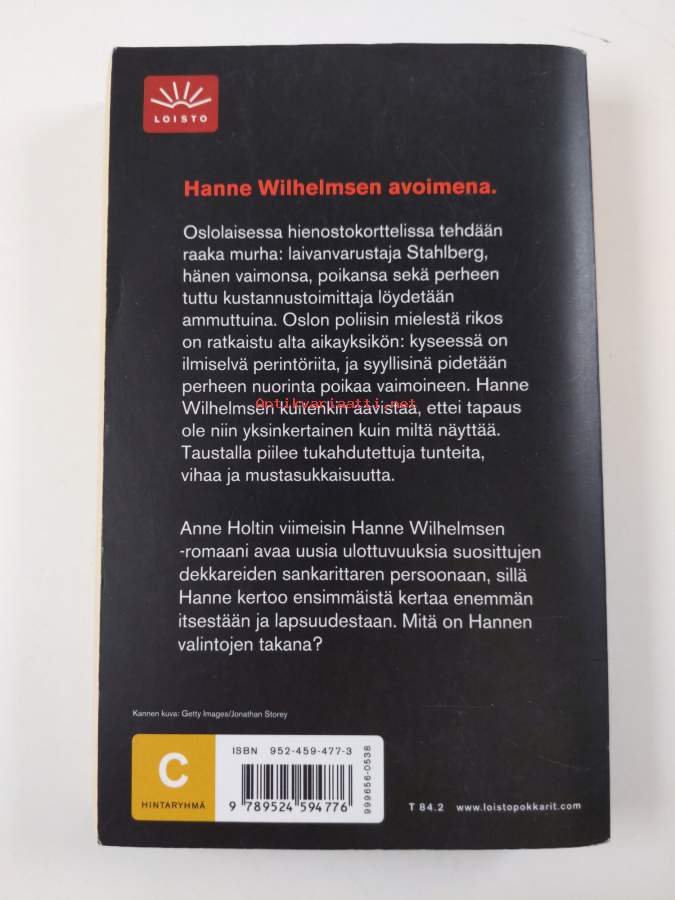 LOISTO
Hanne Wilhelmsen avoimena.
Oslolaisessa hienostokorttelissa tehdään
raaka murha: laivanvarustaja Stahlberg,
hänen vaimonsa, poikansa sekä perheen
tuttu kustannustoimittaja löydetään
ammuttuina. Oslon poliisin mielestä rikos
on ratkaistu alta aikayksikön: kyseessä on
ilmiselvä perintöriita, ja syyllisinä pidetään
perheen nuorinta poikaa vaimoineen. Hanne
Antikvariaatti.net
Wilhelmsen kuitenkin aavistaa, ettei tapaus
ole niin yksinkertainen kuin miltä näyttää.
Taustalla piilee tukahdutettuja tunteita,
vihaa ja mustasukkaisuutta.
Anne Holtin viimeisin Hanne Wilhelmsen
-romaani avaa uusia ulottuvuuksia suosittujen
dekkareiden sankarittaren persoonaan, sillä
Hanne kertoo ensimmäistä kertaa enemmän
itsestään ja lapsuudestaan. Mitä on Hannen
valintojen takana?
Kannen kuva: Getty Images/Jonathan Storey
C
HINTARYHMÄ
ISBN 952-459-477-3
9 789524 594776
999656-0538
T 84.2 www.loistopokkarit.com